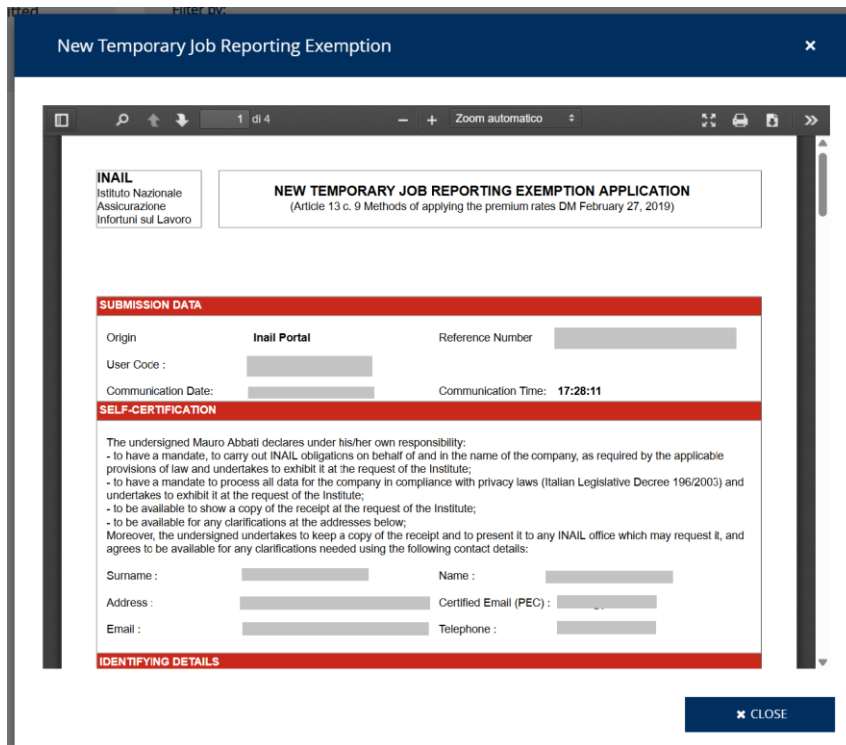 Filter by:
New Temporary Job Reporting Exemption ×
1 di 4 − + Zoom automatico
INAIL
Istituto Nazionale
Assicurazione
Infortuni sul Lavoro
NEW TEMPORARY JOB REPORTING EXEMPTION APPLICATION
(Article 13 c. 9 Methods of applying the premium rates DM February 27, 2019)
SUBMISSION DATA
Origin Inail Portal Reference Number
User Code :
Communication Date: Communication Time: 17:28:11
SELF-CERTIFICATION
The undersigned Mauro Abbati declares under his/her own responsibility:
- to have a mandate, to carry out INAIL obligations on behalf of and in the name of the company, as required by the applicable
provisions of law and undertakes to exhibit it at the request of the Institute;
- to have a mandate to process all data for the company in compliance with privacy laws (Italian Legislative Decree 196/2003) and
undertakes to exhibit it at the request of the Institute;
- to be available to show a copy of the receipt at the request of the Institute;
- to be available for any clarifications at the addresses below;
Moreover, the undersigned undertakes to keep a copy of the receipt and to present it to any INAIL office which may request it, and
agrees to be available for any clarifications needed using the following contact details:
Surname : Name :
Address : Certified Email (PEC) :
Email : Telephone :
IDENTIFYING DETAILS
× CLOSE